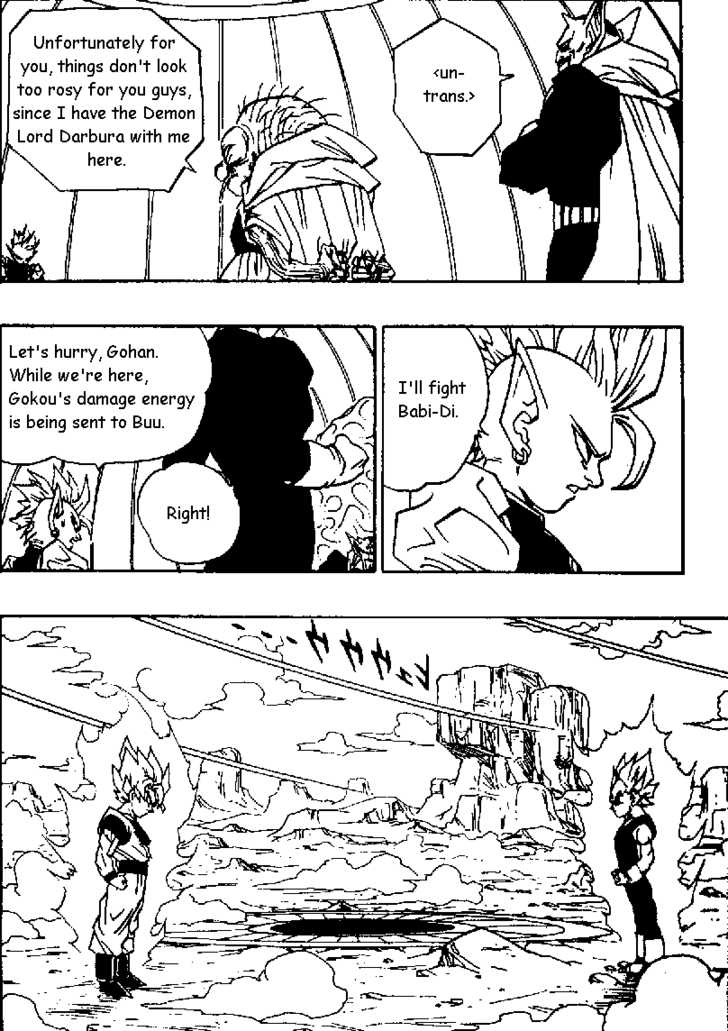 Unfortunately for
you, things don't look
too rosy for you guys,
since I have the Demon
Lord Darbura with me
here.
<un-
trans.>
Let's hurry, Gohan.
While we're here,
Gokou's damage energy
is being sent to Buu.
Right!
I'll fight
Babi-Di.